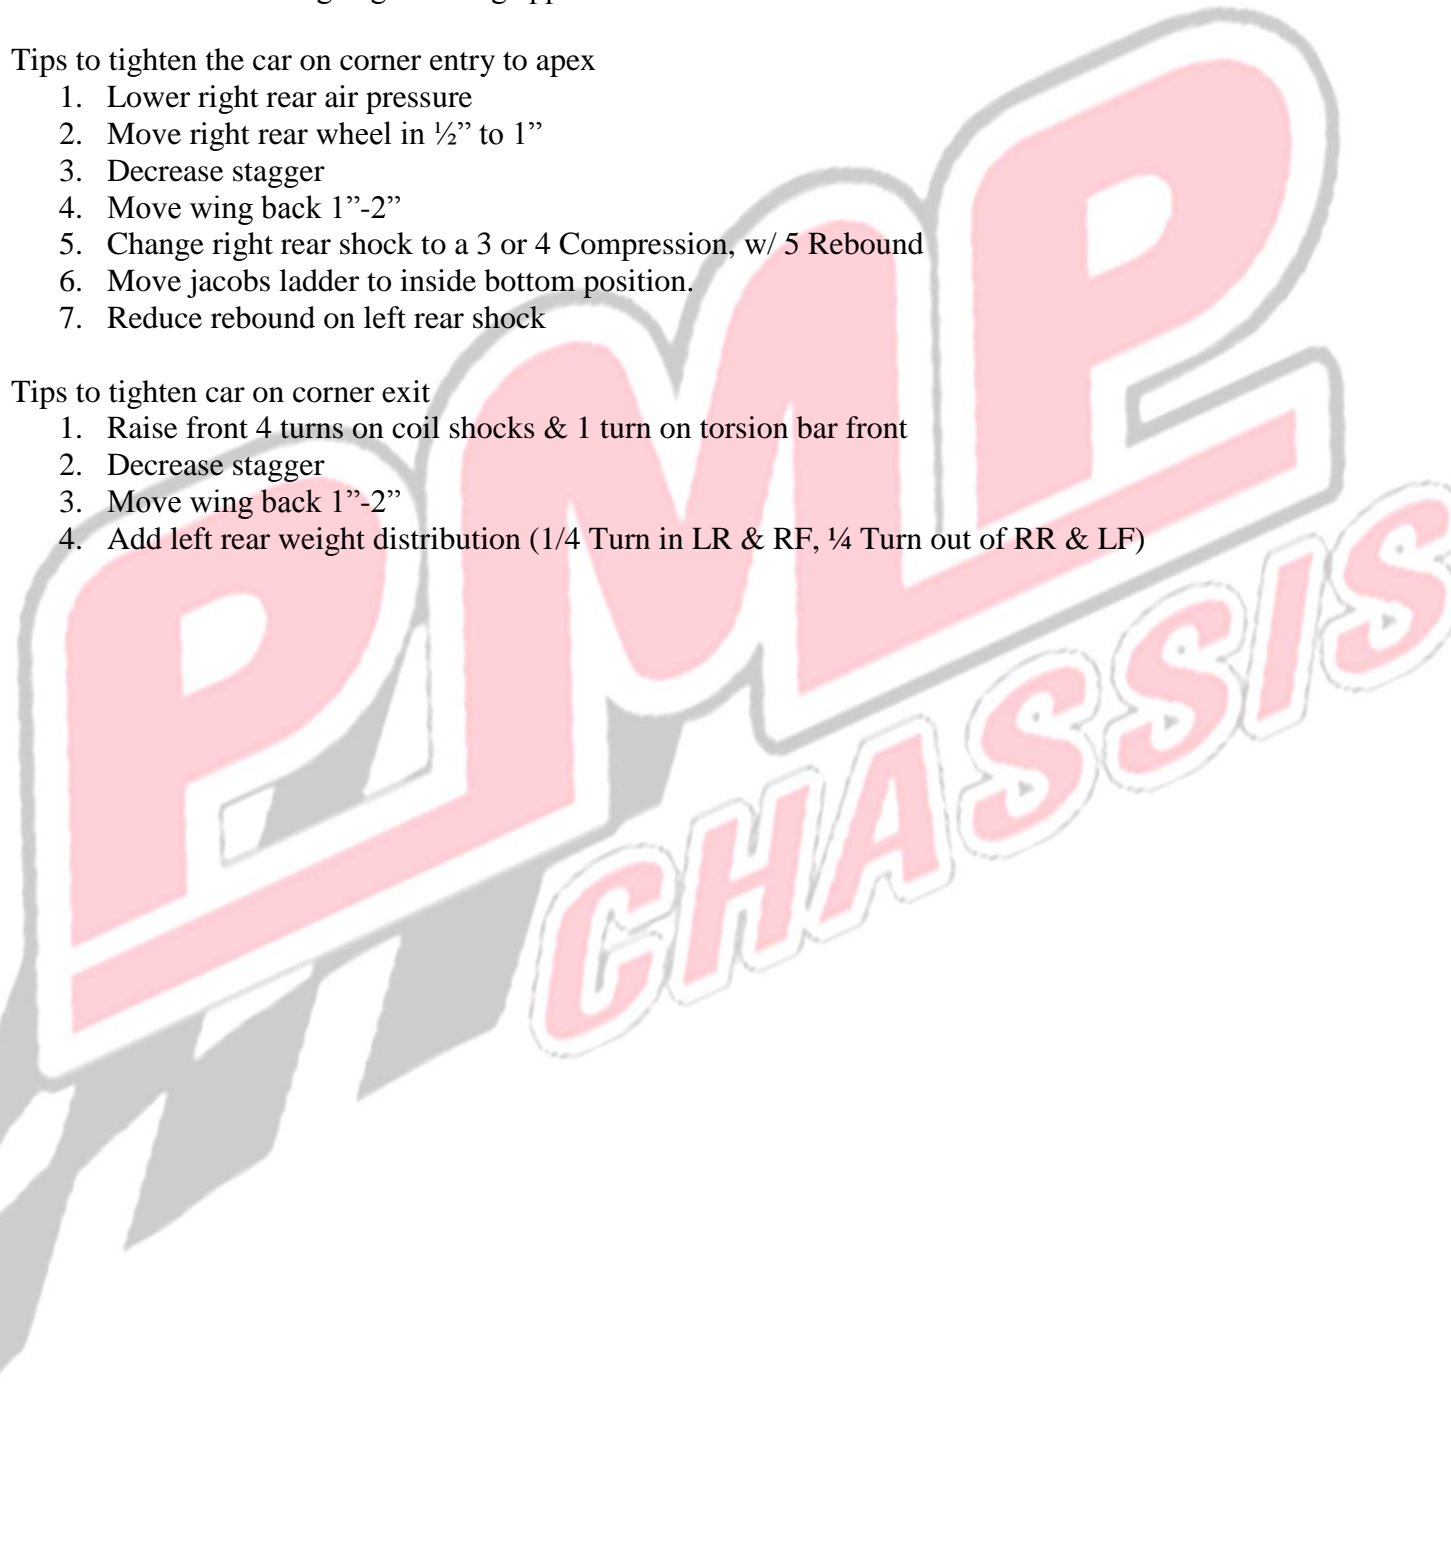 Tips to tighten the car on corner entry to apex
1. Lower right rear air pressure
2. Move right rear wheel in ½” to 1”
3. Decrease stagger
4. Move wing back 1”-2”
5. Change right rear shock to a 3 or 4 Compression, w/ 5 Rebound
6. Move jacobs ladder to inside bottom position.
7. Reduce rebound on left rear shock
Tips to tighten car on corner exit
1. Raise front 4 turns on coil shocks & 1 turn on torsion bar front
2. Decrease stagger
3. Move wing back 1”-2”
4. Add left rear weight distribution (1/4 Turn in LR & RF, ¼ Turn out of RR & LF)
PMP
CHASSIS